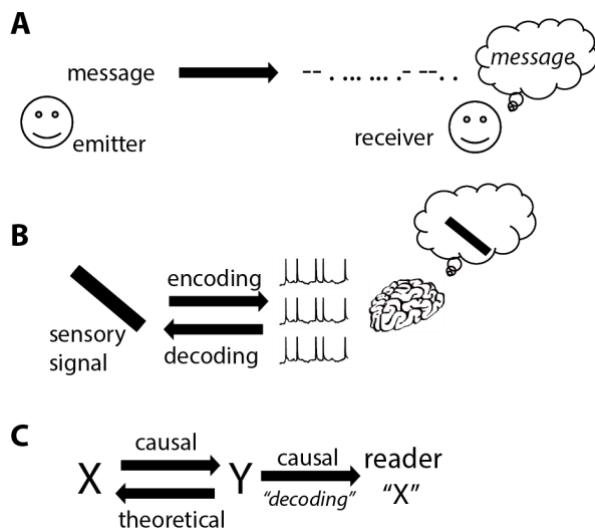 A
message
-- . ... ... .- --. .
message
emitter
receiver
B
encoding
sensory
signal
decoding
C
causal
X
Y
causal
"decoding"
reader
"X"
theoretical